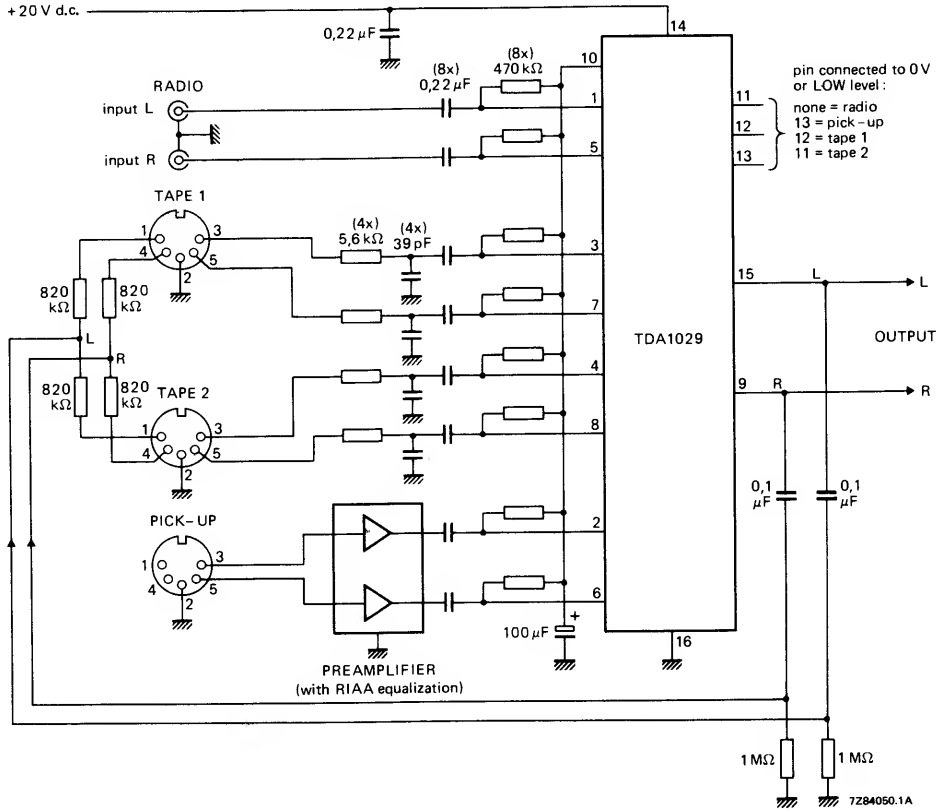 +20 V d.c.
0,22 µF
14
RADIO
input L
input R
(8x)
0,22 µF
(8x)
470 kΩ
10
1
5
pin connected to 0 V
or LOW level:
none = radio
13 = pick-up
12 = tape 1
11 = tape 2
11
12
13
TAPE 1
1
3
4
5
2
(4x)
5,6 kΩ
(4x)
39 pF
3
7
820
kΩ
820
kΩ
L
R
820
kΩ
820
kΩ
TAPE 2
1
3
4
5
2
4
8
TDA1029
15
L
L
OUTPUT
9
R
R
0,1
µF
0,1
µF
PICK-UP
1
3
4
5
2
2
6
100 µF
+
16
PREAMPLIFIER
(with RIAA equalization)
1 MΩ
1 MΩ
7Z84050.1A